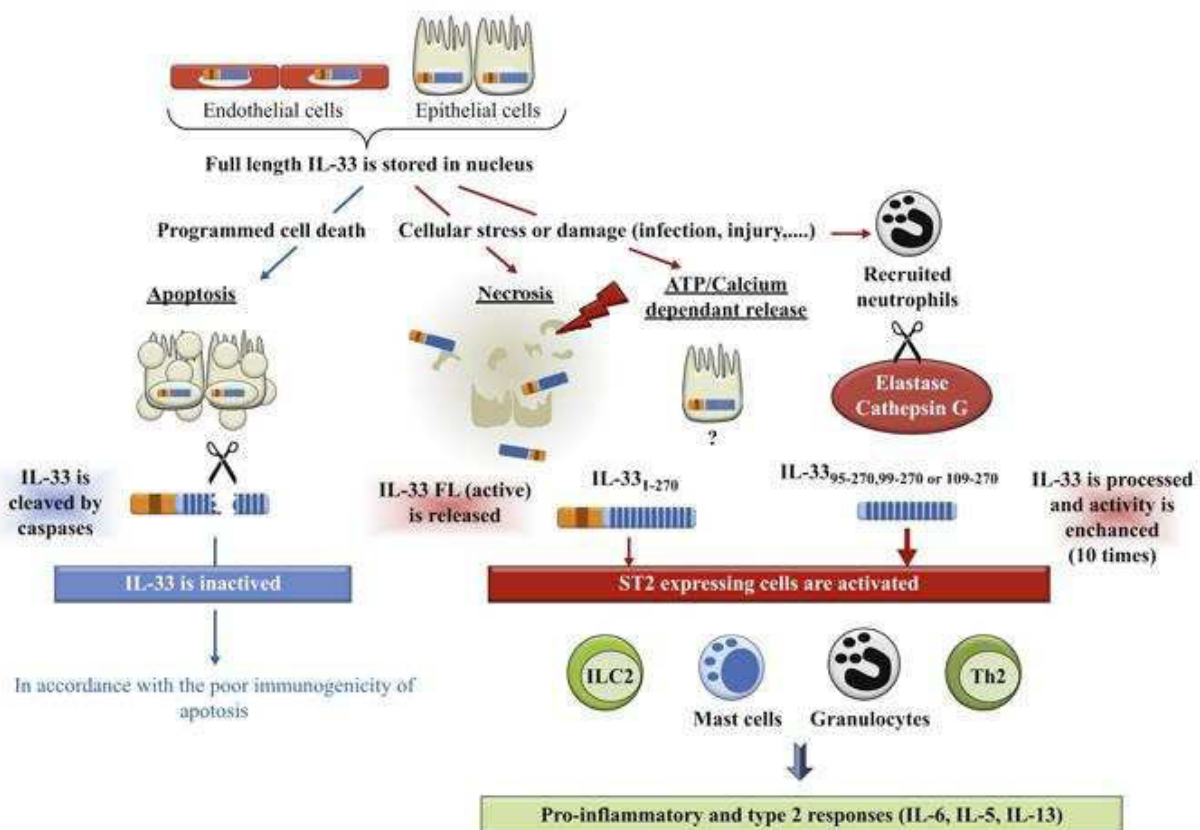 Endothelial cells
Epithelial cells
Full length IL-33 is stored in nucleus
Programmed cell death
Cellular stress or damage (infection, injury,....)
Apoptosis
Necrosis
ATP/Calcium
dependant release
Recruited
neutrophils
Elastase
Cathepsin G
?
IL-33 is
cleaved by
caspases
IL-33 FL (active)
is released
IL-33₁₋₂₇₀
IL-33₉₅₋₂₇₀,₉₉₋₂₇₀ or ₁₀₉₋₂₇₀
IL-33 is processed
and activity is
enchanced
(10 times)
IL-33 is inactived
ST2 expressing cells are activated
In accordance with the poor immunogenicity of
apotosis
ILC2
Mast cells
Granulocytes
Th2
Pro-inflammatory and type 2 responses (IL-6, IL-5, IL-13)